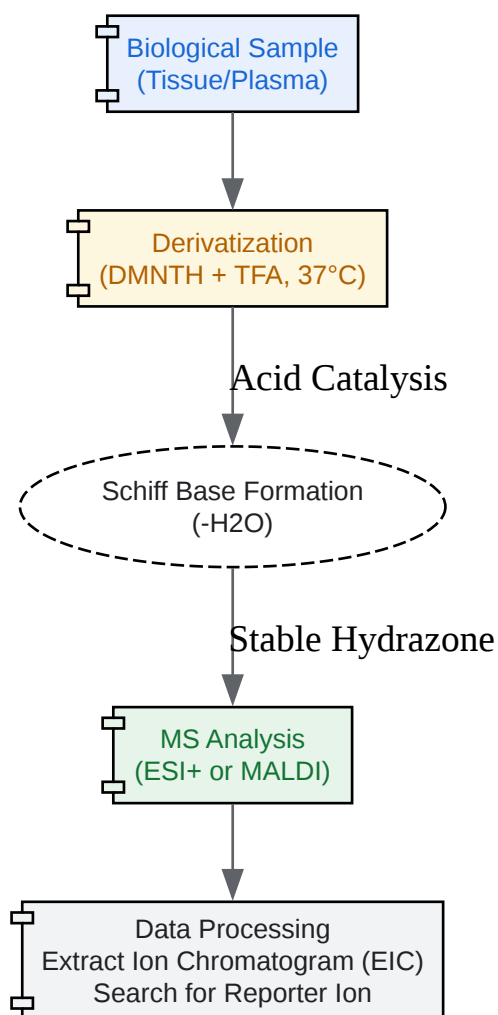 Biological Sample
(Tissue/Plasma)
Derivatization
(DMNTH + TFA, 37°C)
Acid Catalysis
Schiff Base Formation
(-H2O)
Stable Hydrazone
MS Analysis
(ESI+ or MALDI)
Data Processing
Extract Ion Chromatogram (EIC)
Search for Reporter Ion